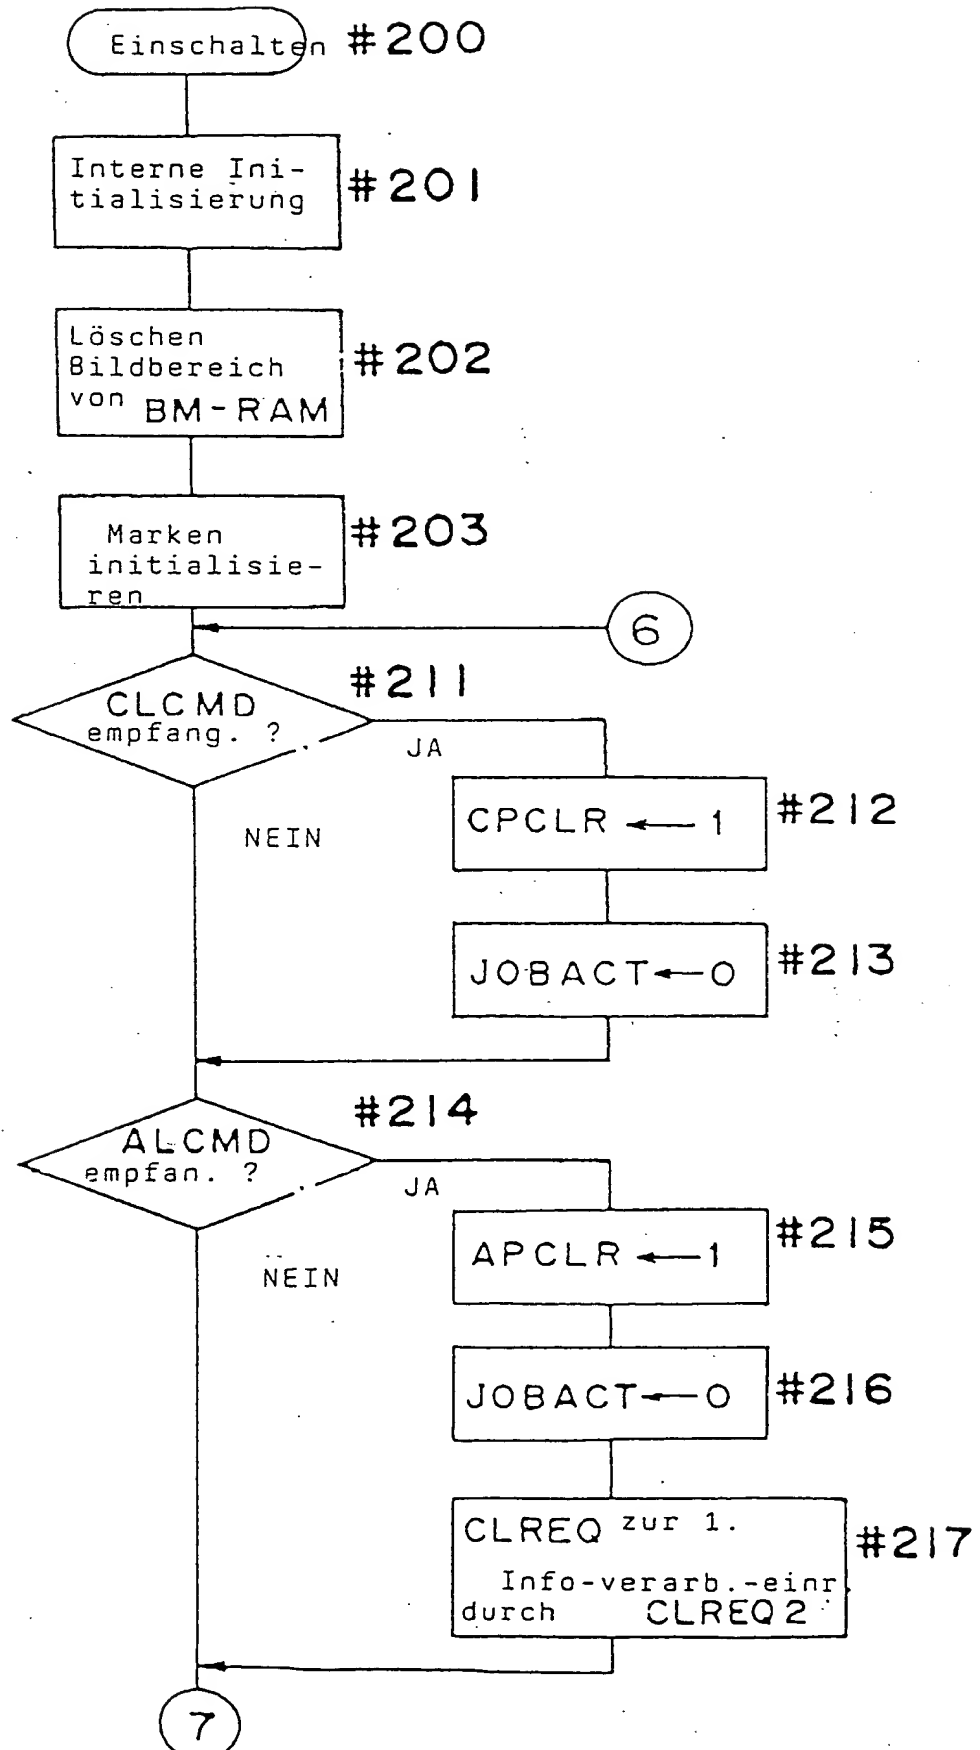 Einschalten #200
Interne Ini-
tialisierung
#201
Löschen
Bildbereich
von BM-RAM
#202
Marken
initialisie-
ren
#203
6
#211
CLCMD
empfang. ?
JA
NEIN
CPCLR ← 1
#212
JOBACT ← 0
#213
#214
ALCMD
empfan. ?
JA
NEIN
APCLR ← 1
#215
JOBACT ← 0
#216
CLREQ zur 1.
Info-verarb.-einr.
durch CLREQ2
#217
7